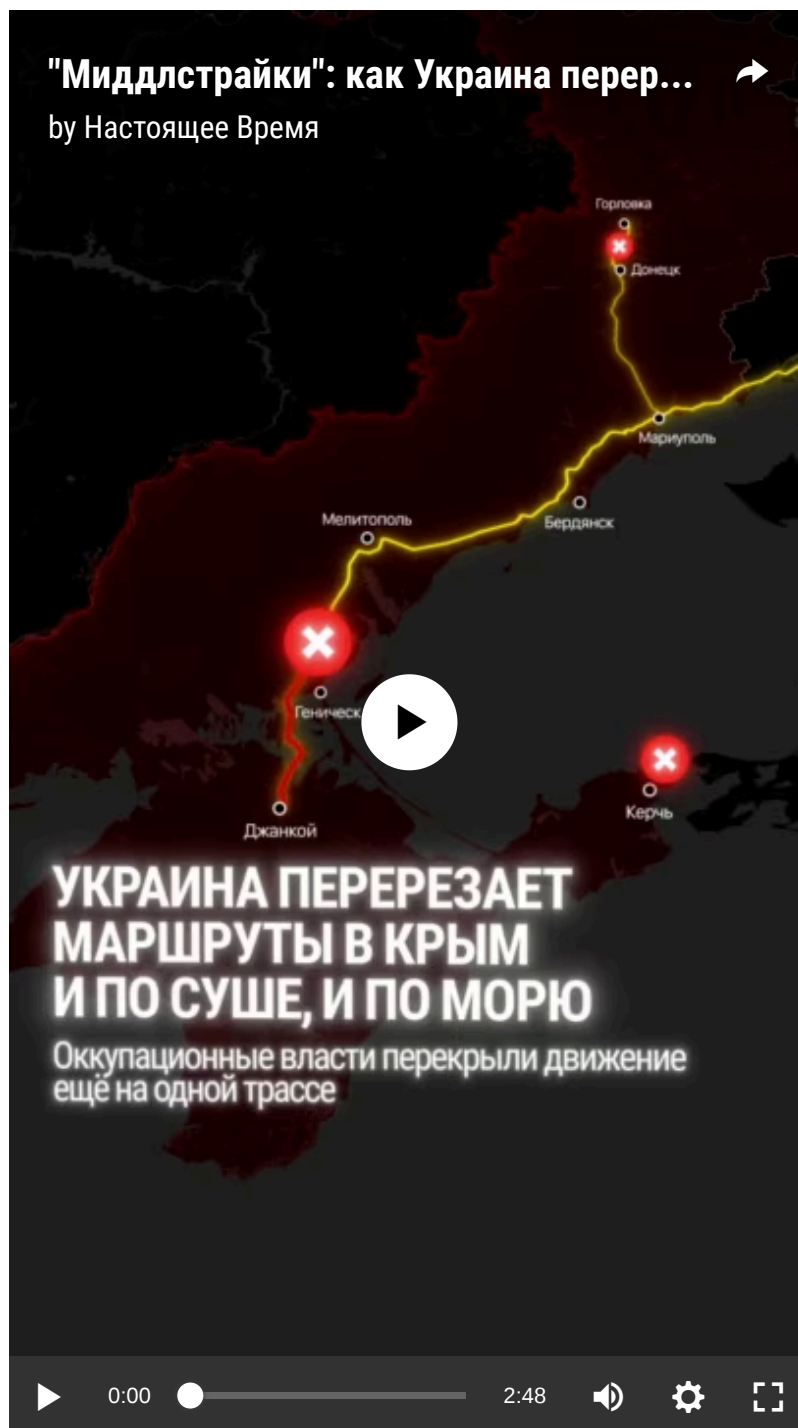 "Миддлстрайки": как Украина перер...
by Настоящее Время
Горловка
Донецк
Мариуполь
Бердянск
Мелитополь
Геническ
Джанкой
Керчь
УКРАИНА ПЕРЕРЕЗАЕТ
МАРШРУТЫ В КРЫМ
И ПО СУШЕ, И ПО МОРЮ
Оккупационные власти перекрыли движение
ещё на одной трассе
0:00
2:48